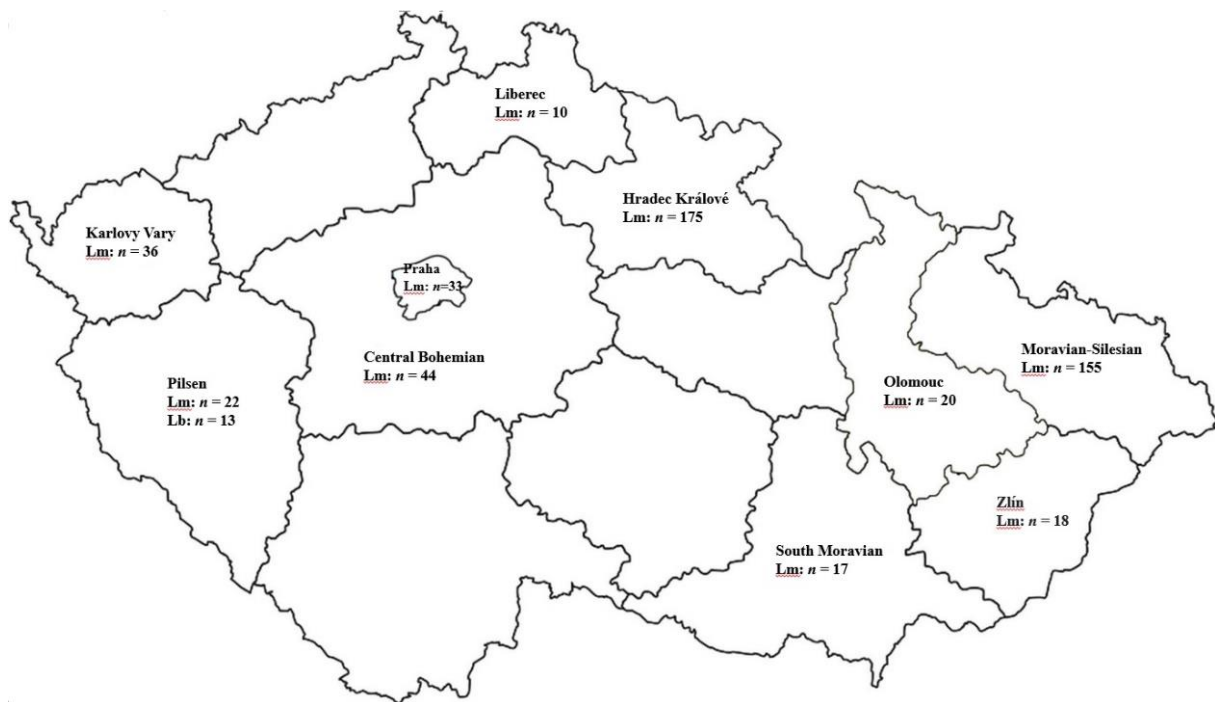 Liberec
Lm: n = 10
Hradec Králové
Lm: n = 175
Karlovy Vary
Lm: n = 36
Praha
Lm: n=33
Central Bohemian
Lm: n = 44
Pilsen
Lm: n = 22
Lb: n = 13
Moravian-Silesian
Lm: n = 155
Olomouc
Lm: n = 20
Zlín
Lm: n = 18
South Moravian
Lm: n = 17